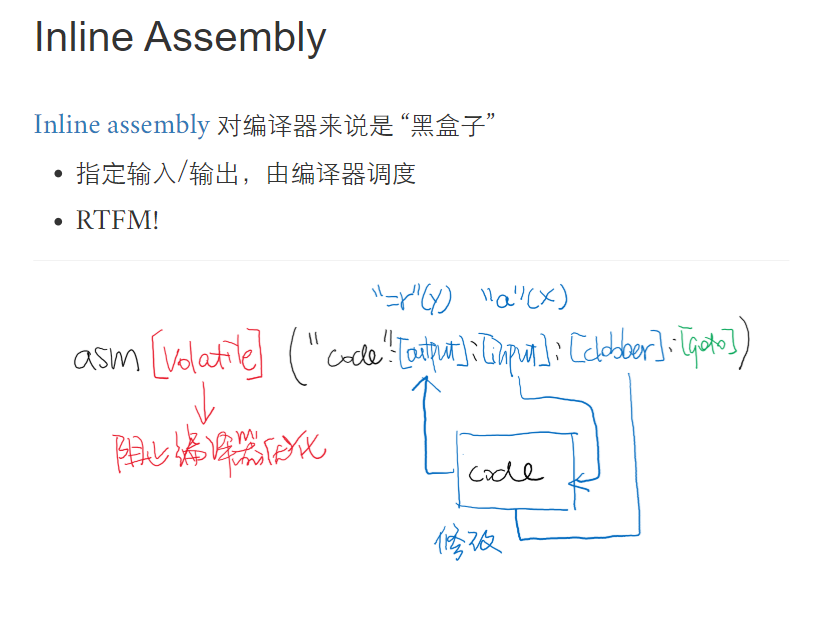 Inline Assembly
Inline assembly 对编译器来说是 “黑盒子”
• 指定输入/输出，由编译器调度
• RTFM!
"=r"(y) "a"(x)
asm [volatile] ("code":[output]:[input]:[clobber]:[goto])
阻止编译器优化
code
修改